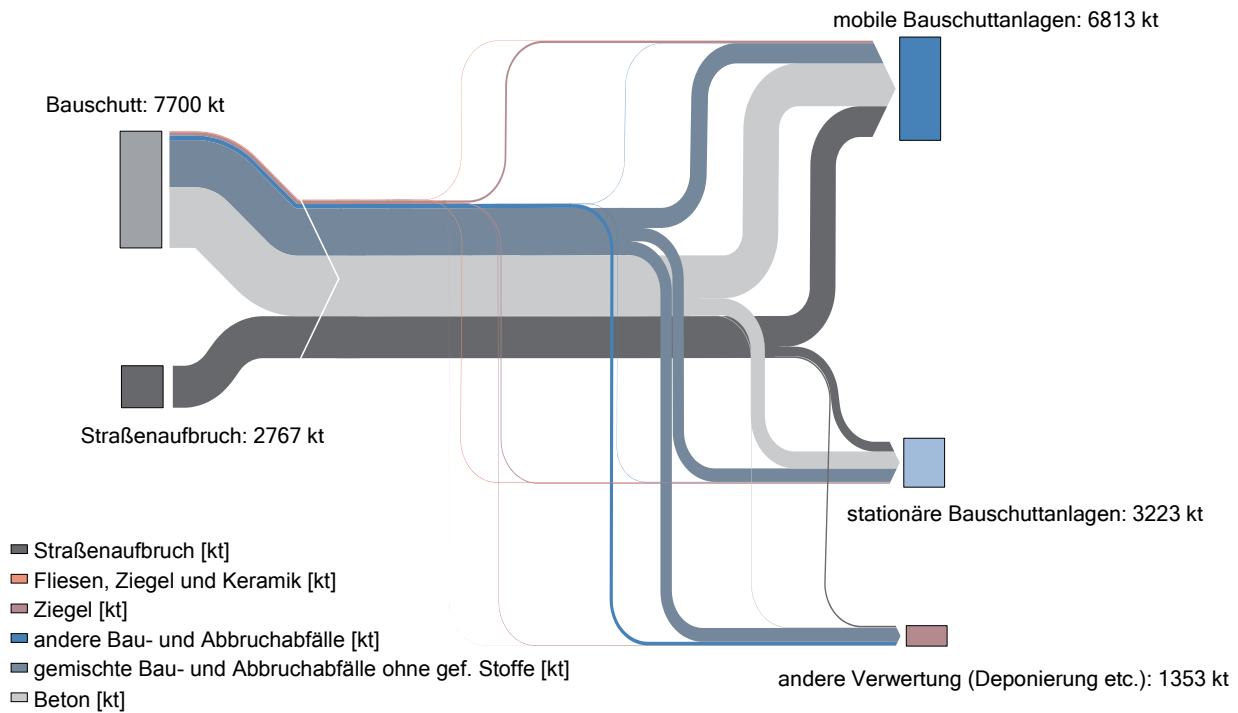 mobile Bauschuttanlagen: 6813 kt
Bauschutt: 7700 kt
Straßenaufbruch: 2767 kt
stationäre Bauschuttanlagen: 3223 kt
Straßenaufbruch [kt]
Fliesen, Ziegel und Keramik [kt]
Ziegel [kt]
andere Bau- und Abbruchabfälle [kt]
gemischte Bau- und Abbruchabfälle ohne gef. Stoffe [kt]
Beton [kt]
andere Verwertung (Deponierung etc.): 1353 kt